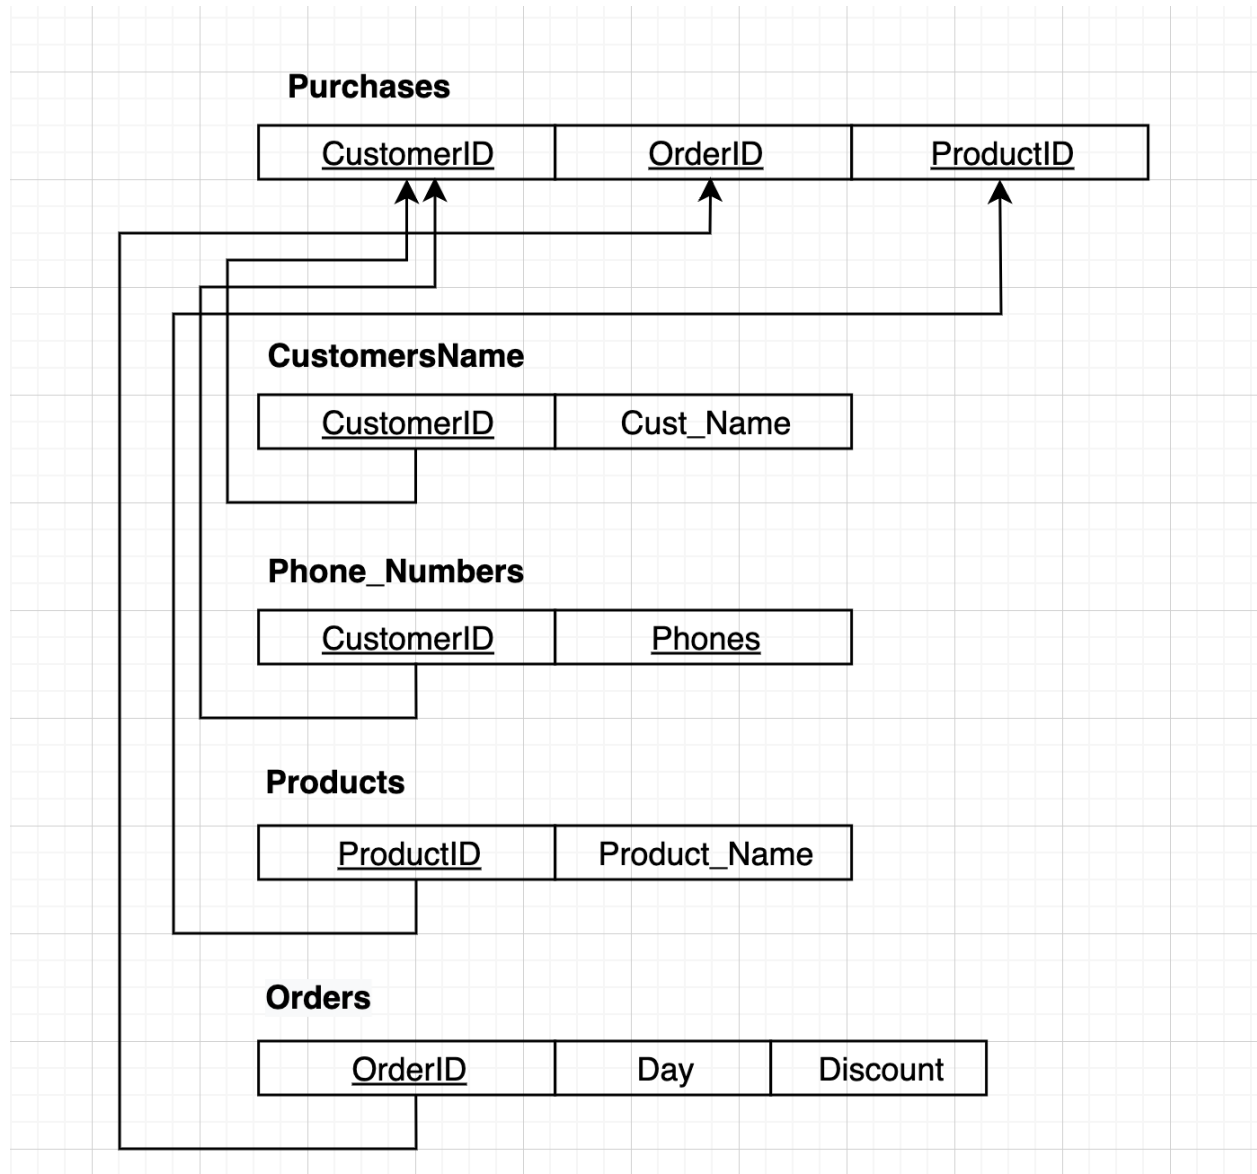 Purchases
CustomerID OrderID ProductID
CustomersName
CustomerID Cust_Name
Phone_Numbers
CustomerID Phones
Products
ProductID Product_Name
Orders
OrderID Day Discount